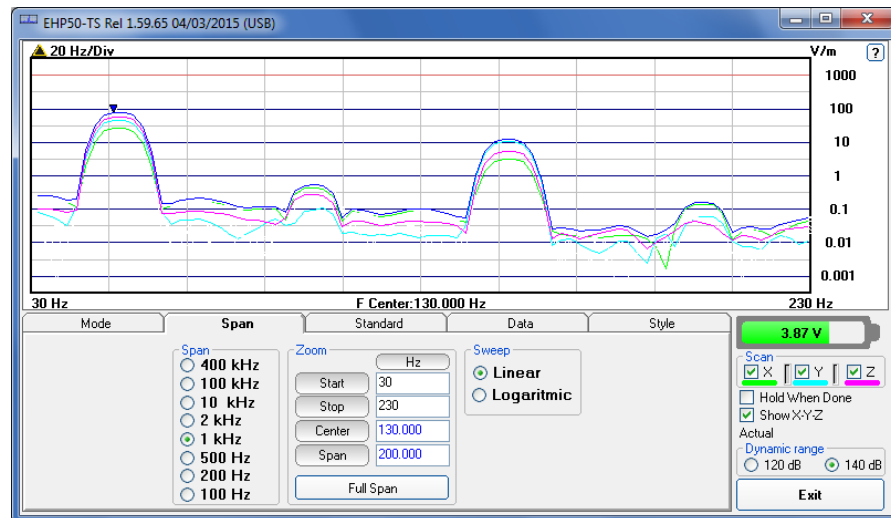 EHP50-TS Rel 1.59.65 04/03/2015 (USB)
20 Hz/Div
V/m
?
1000
100
10
1
0.1
0.01
0.001
30 Hz
F Center:130.000 Hz
230 Hz
Mode
Span
Standard
Data
Style
Span
400 kHz
100 kHz
10 kHz
2 kHz
1 kHz
500 Hz
200 Hz
100 Hz
Zoom
Hz
Start
30
Stop
230
Center
130.000
Span
200.000
Full Span
Sweep
Linear
Logaritmic
3.87 V
Scan
X
Y
Z
Hold When Done
Show X-Y-Z
Actual
Dynamic range
120 dB
140 dB
Exit